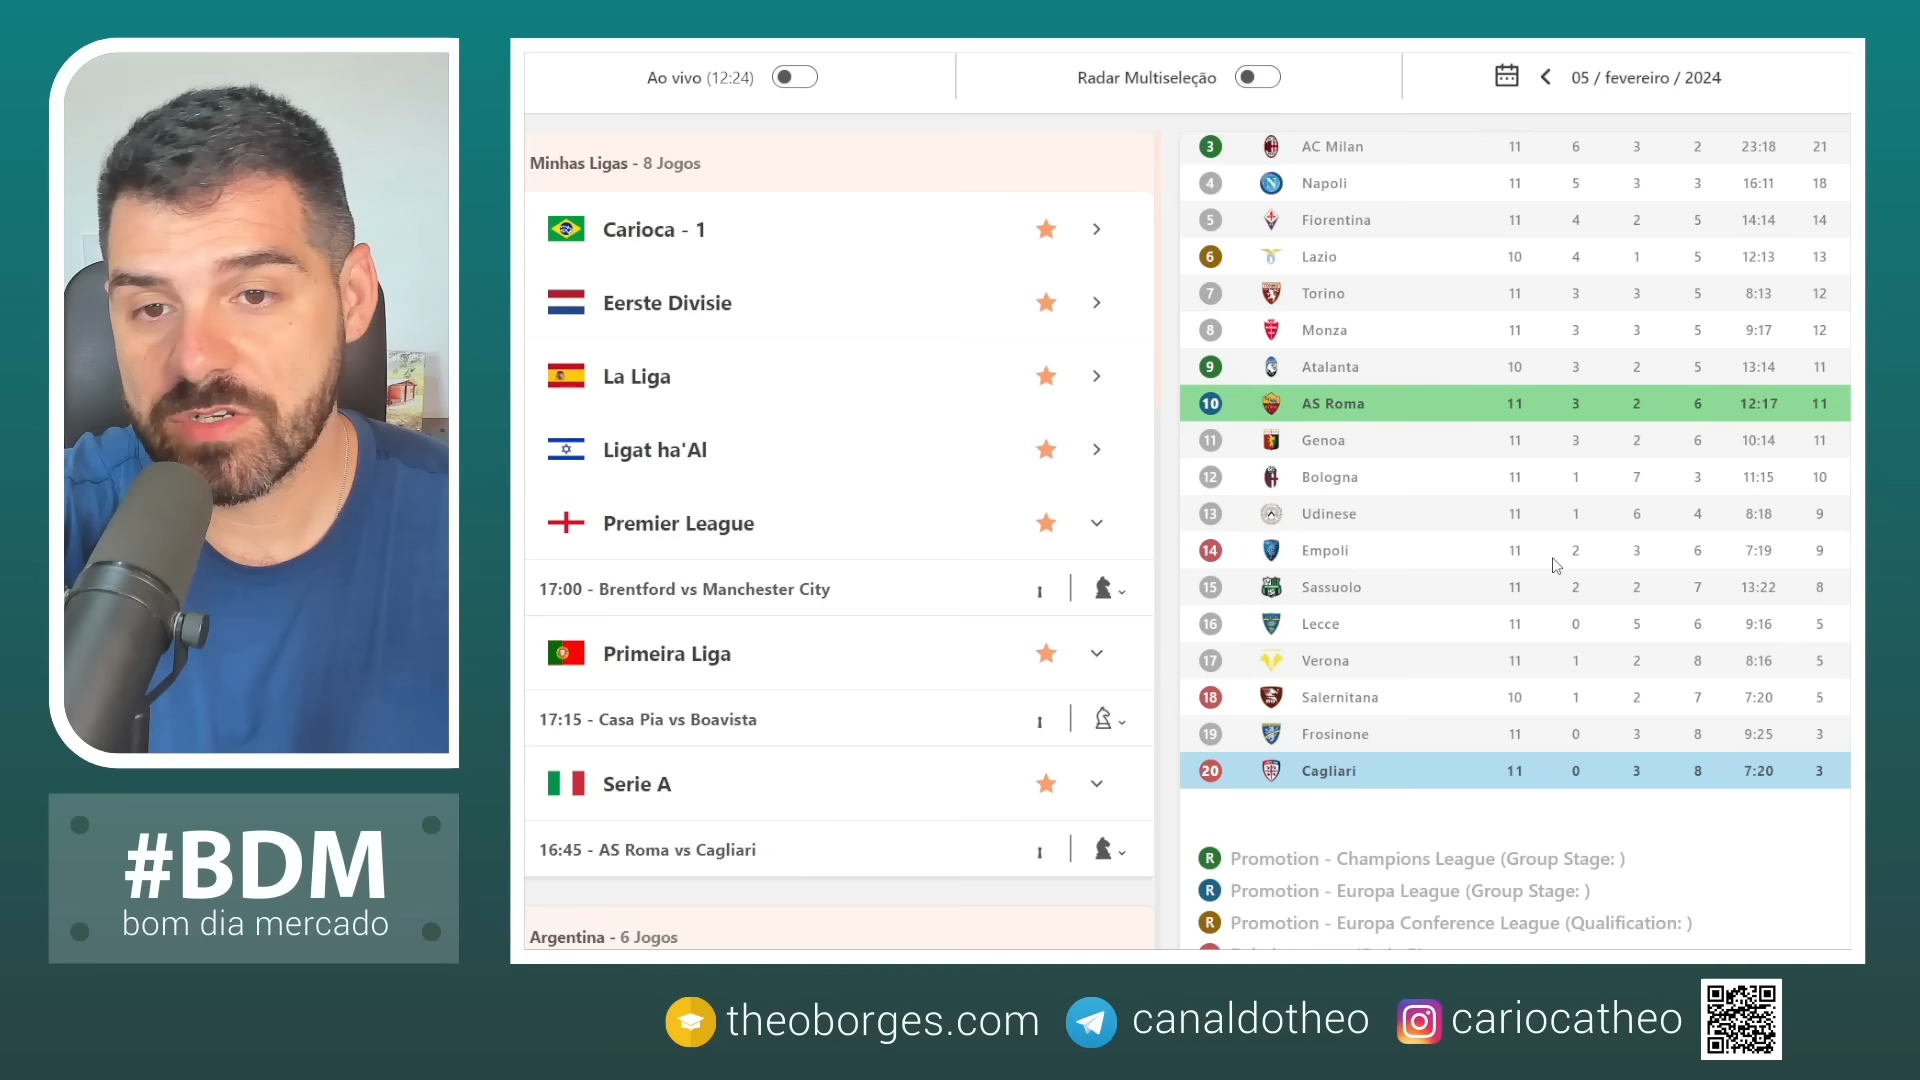 Ao vivo (12:24)
Radar Multiseleção
05 / fevereiro / 2024
Minhas Ligas - 8 Jogos
Carioca - 1
Eerste Divisie
La Liga
Ligat ha'Al
Premier League
17:00 - Brentford vs Manchester City
Primeira Liga
17:15 - Casa Pia vs Boavista
Serie A
16:45 - AS Roma vs Cagliari
Argentina - 6 Jogos
3 AC Milan 11 6 3 2 23:18 21
4 Napoli 11 5 3 3 16:11 18
5 Fiorentina 11 4 2 5 14:14 14
6 Lazio 10 4 1 5 12:13 13
7 Torino 11 3 3 5 8:13 12
8 Monza 11 3 3 5 9:17 12
9 Atalanta 10 3 2 5 13:14 11
10 AS Roma 11 3 2 6 12:17 11
11 Genoa 11 3 2 6 10:14 11
12 Bologna 11 1 7 3 11:15 10
13 Udinese 11 1 6 4 8:18 9
14 Empoli 11 2 3 6 7:19 9
15 Sassuolo 11 2 2 7 13:22 8
16 Lecce 11 0 5 6 9:16 5
17 Verona 11 1 2 8 8:16 5
18 Salernitana 10 1 2 7 7:20 5
19 Frosinone 11 0 3 8 9:25 3
20 Cagliari 11 0 3 8 7:20 3
R Promotion - Champions League (Group Stage: )
R Promotion - Europa League (Group Stage: )
R Promotion - Europa Conference League (Qualification: )
#BDM
bom dia mercado
theoborges.com
canaldotheo
cariocatheo